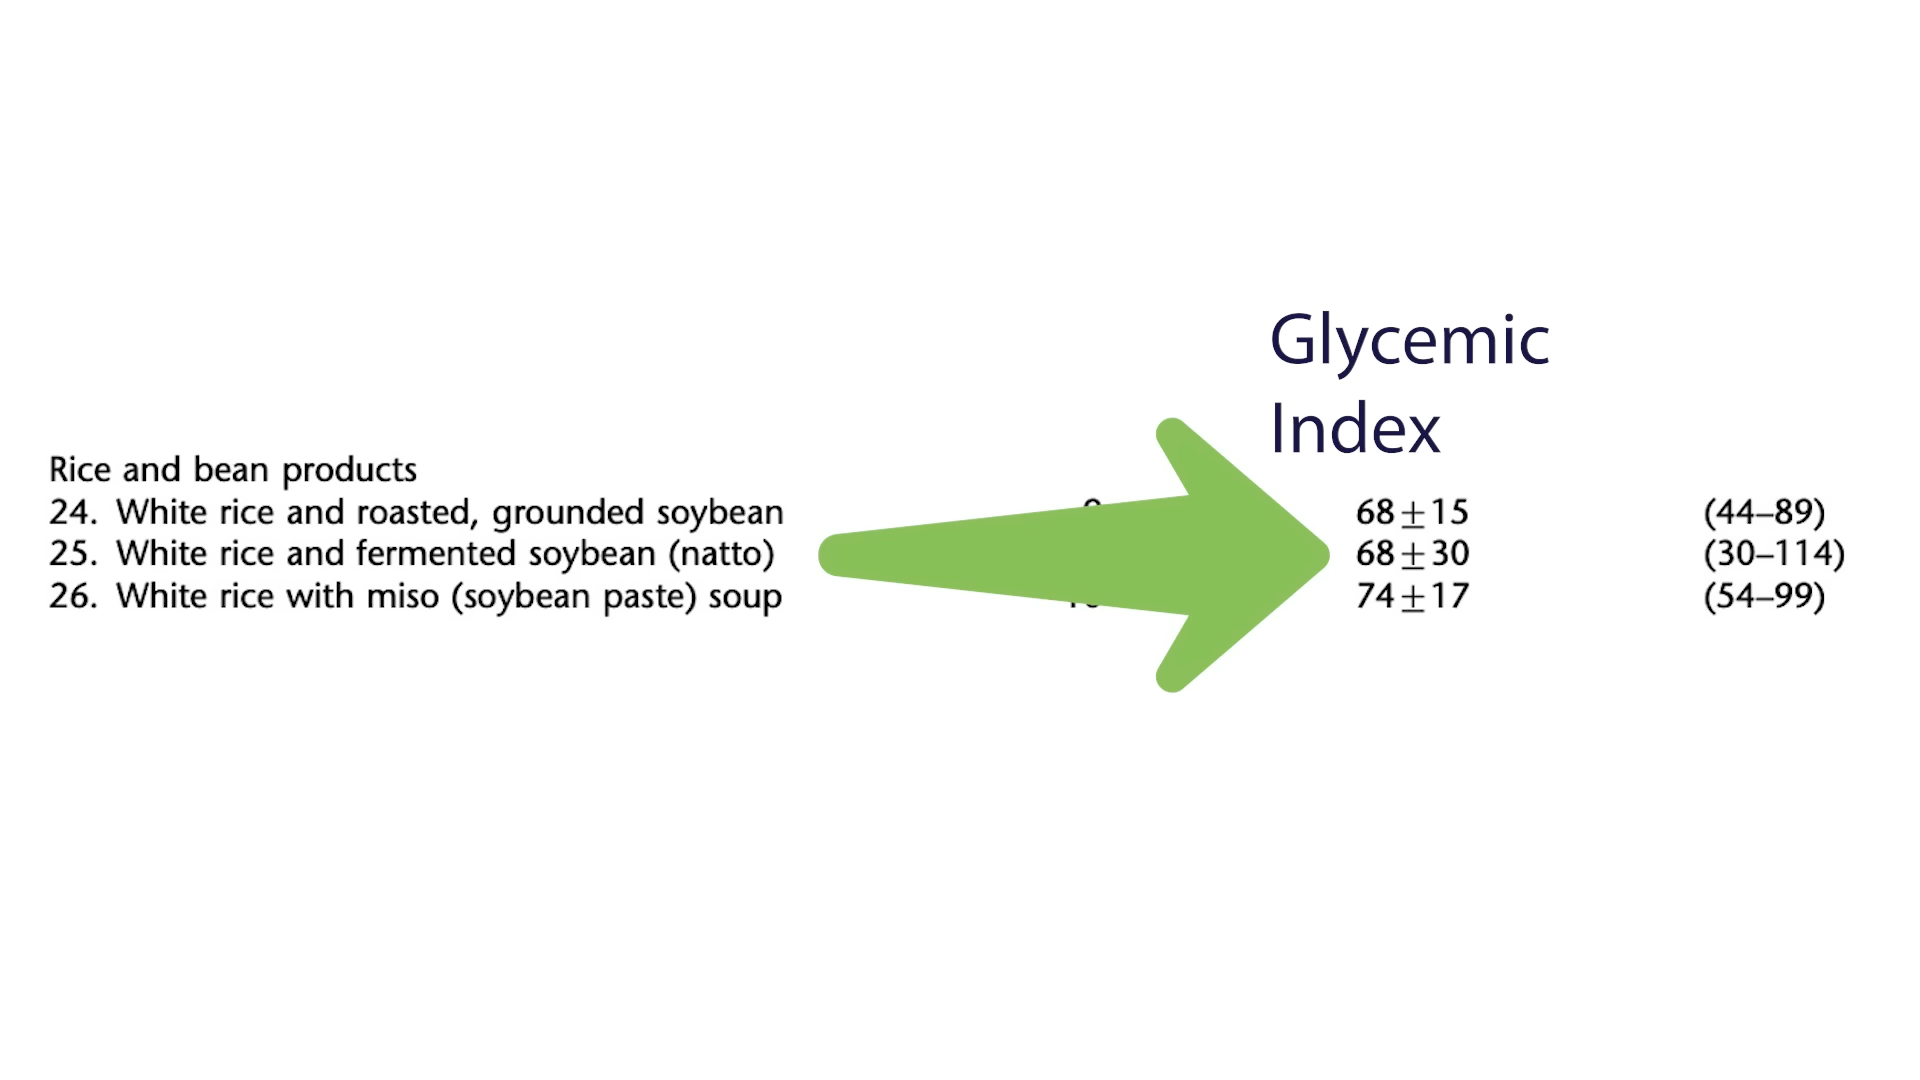 Glycemic
Index
Rice and bean products
24. White rice and roasted, grounded soybean 68±15 (44–89)
25. White rice and fermented soybean (natto) 68±30 (30–114)
26. White rice with miso (soybean paste) soup 74±17 (54–99)